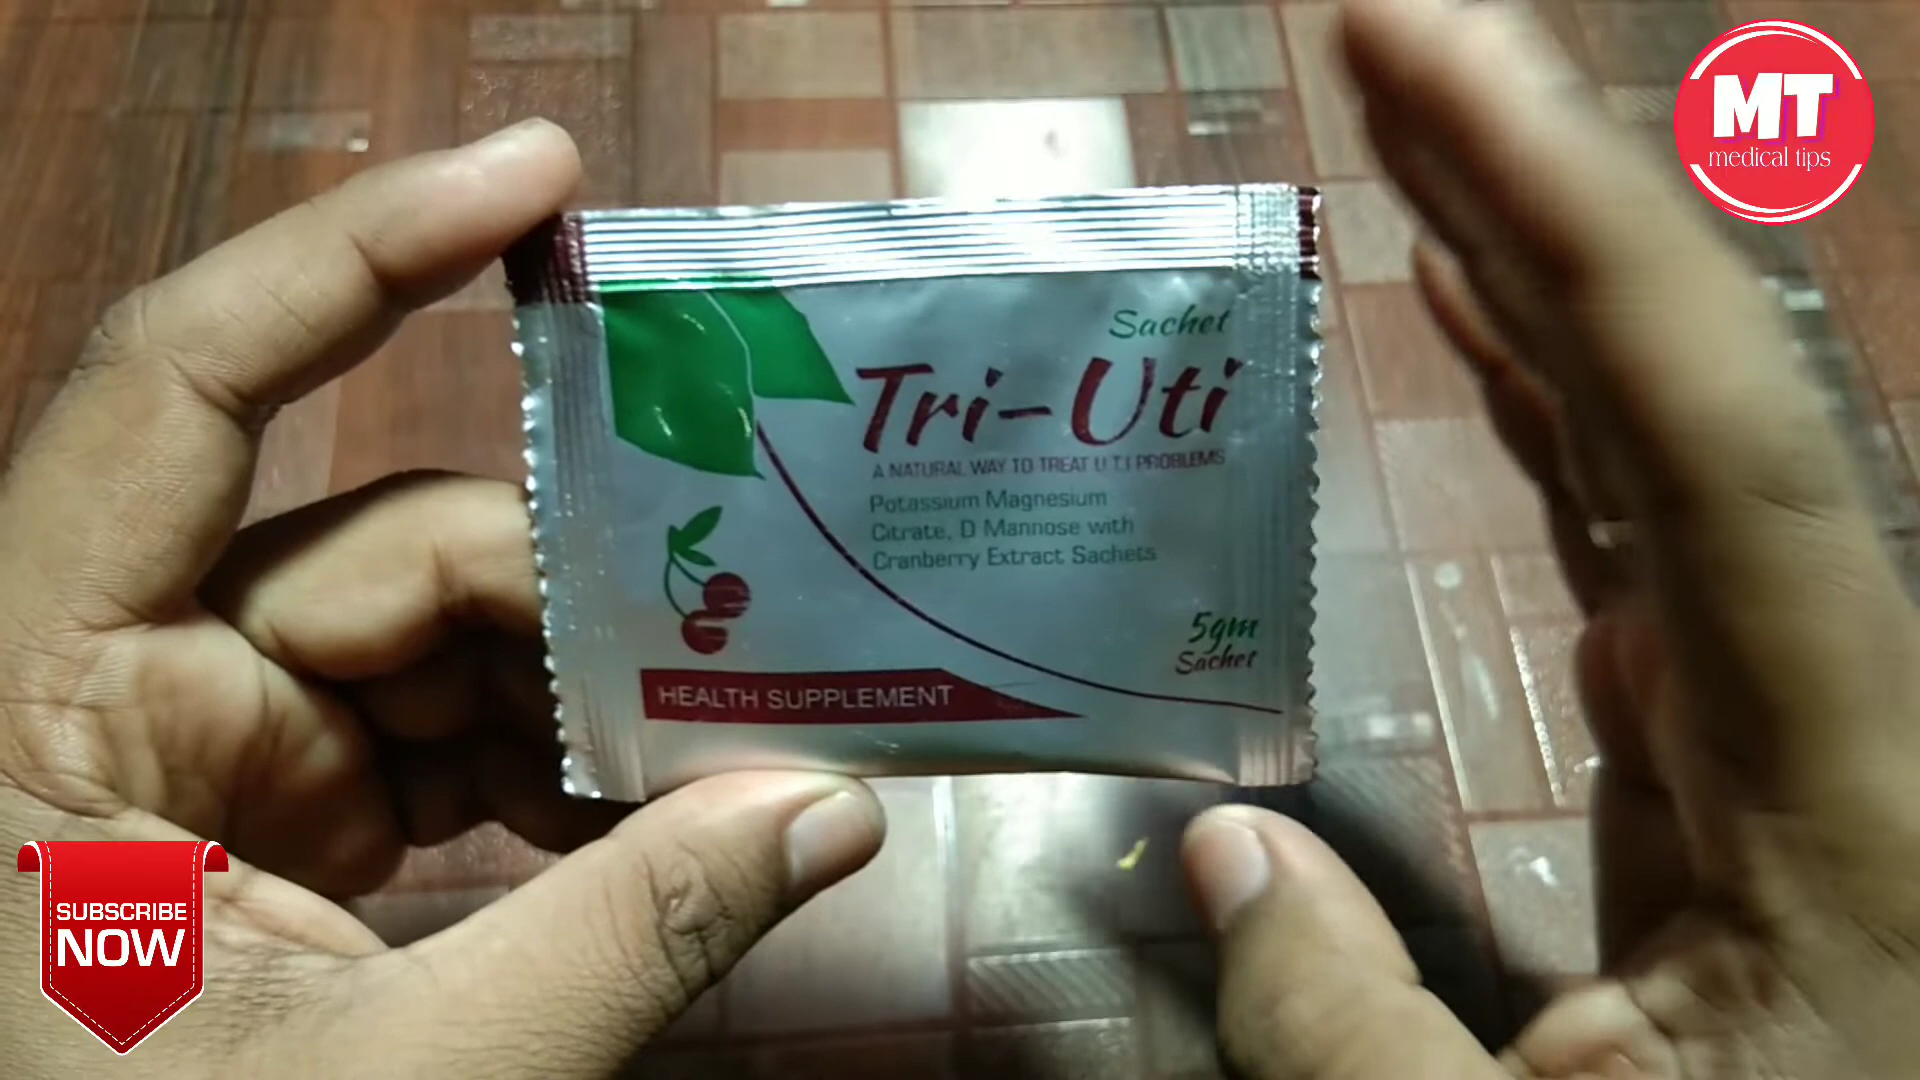 MT
medical tips
Sachet
Tri-Uti
A NATURAL WAY TO TREAT U.T.I PROBLEMS
Potassium Magnesium
Citrate, D Mannose with
Cranberry Extract Sachets
5gm
Sachet
HEALTH SUPPLEMENT
SUBSCRIBE
NOW